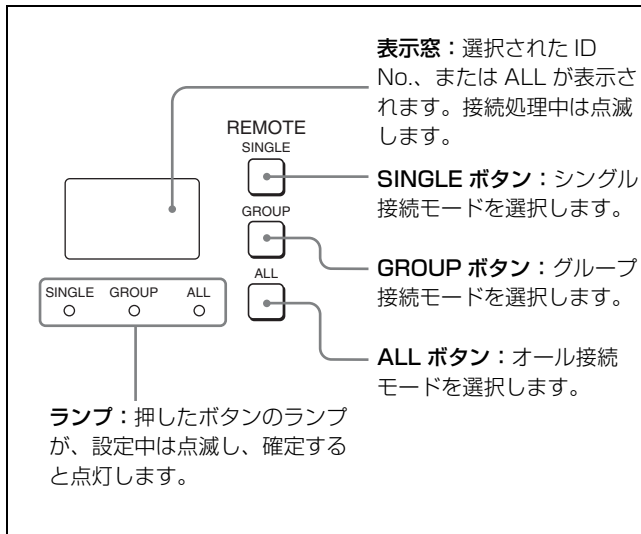 表示窓：選択された ID
No.、または ALL が表示さ
れます。接続処理中は点滅
します。
REMOTE
SINGLE
SINGLE ボタン：シングル
接続モードを選択します。
GROUP
GROUP ボタン：グループ
接続モードを選択します。
ALL
SINGLE GROUP ALL
ALL ボタン：オール接続
モードを選択します。
ランプ：押したボタンのランプ
が、設定中は点滅し、確定する
と点灯します。